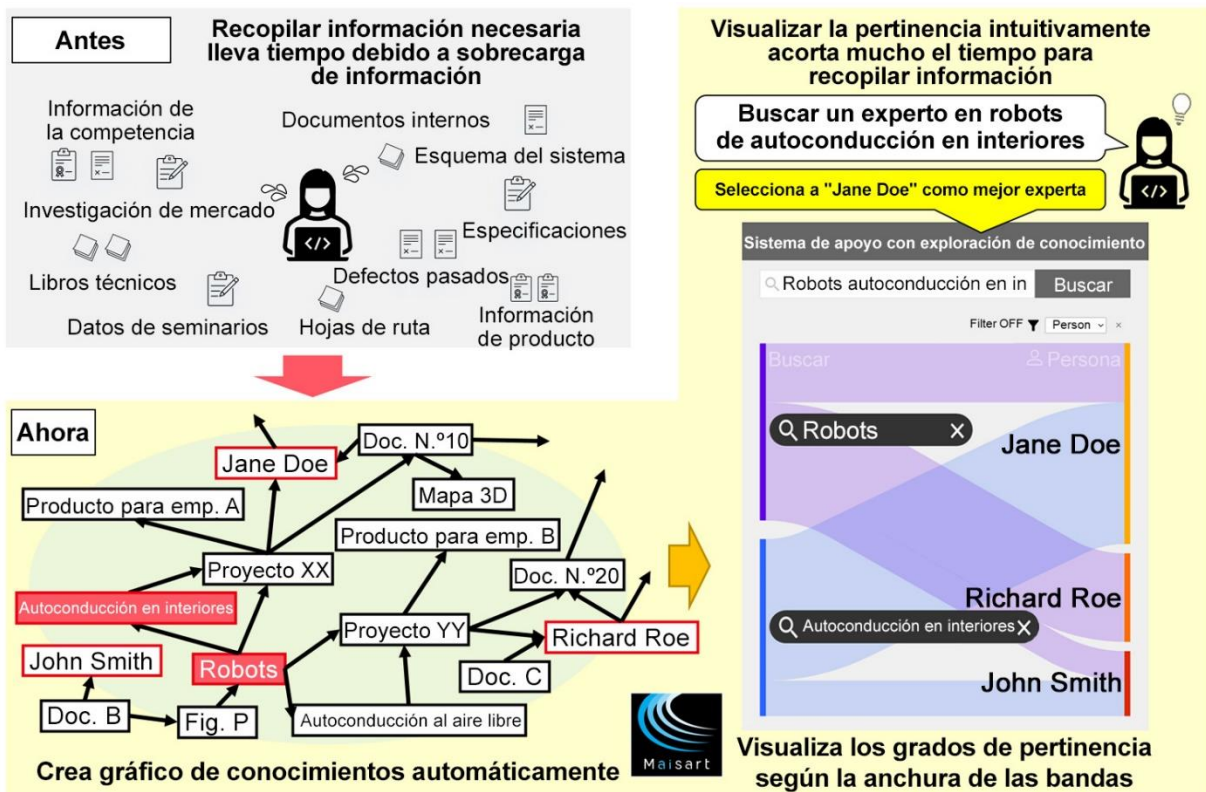 Antes
Recopilar información necesaria
lleva tiempo debido a sobrecarga
de información
Información de
la competencia
Documentos internos
Esquema del sistema
Investigación de mercado
</>
Especificaciones
Libros técnicos
Defectos pasados
Datos de seminarios
Hojas de ruta
Información
de producto
Ahora
Jane Doe
Doc. N.º10
Producto para emp. A
Mapa 3D
Producto para emp. B
Proyecto XX
Doc. N.º20
Autoconducción en interiores
Proyecto YY
Richard Roe
John Smith
Robots
Doc. C
Doc. B
Fig. P
Autoconducción al aire libre
Maisart
Crea gráfico de conocimientos automáticamente
Visualizar la pertinencia intuitivamente
acorta mucho el tiempo para
recopilar información
Buscar un experto en robots
de autoconducción en interiores
</>
Selecciona a "Jane Doe" como mejor experta
Sistema de apoyo con exploración de conocimiento
Robots autoconducción en in
Buscar
Filter OFF
Person
×
Buscar
Persona
Robots X
Jane Doe
Richard Roe
Autoconducción en interiores X
John Smith
Visualiza los grados de pertinencia
según la anchura de las bandas